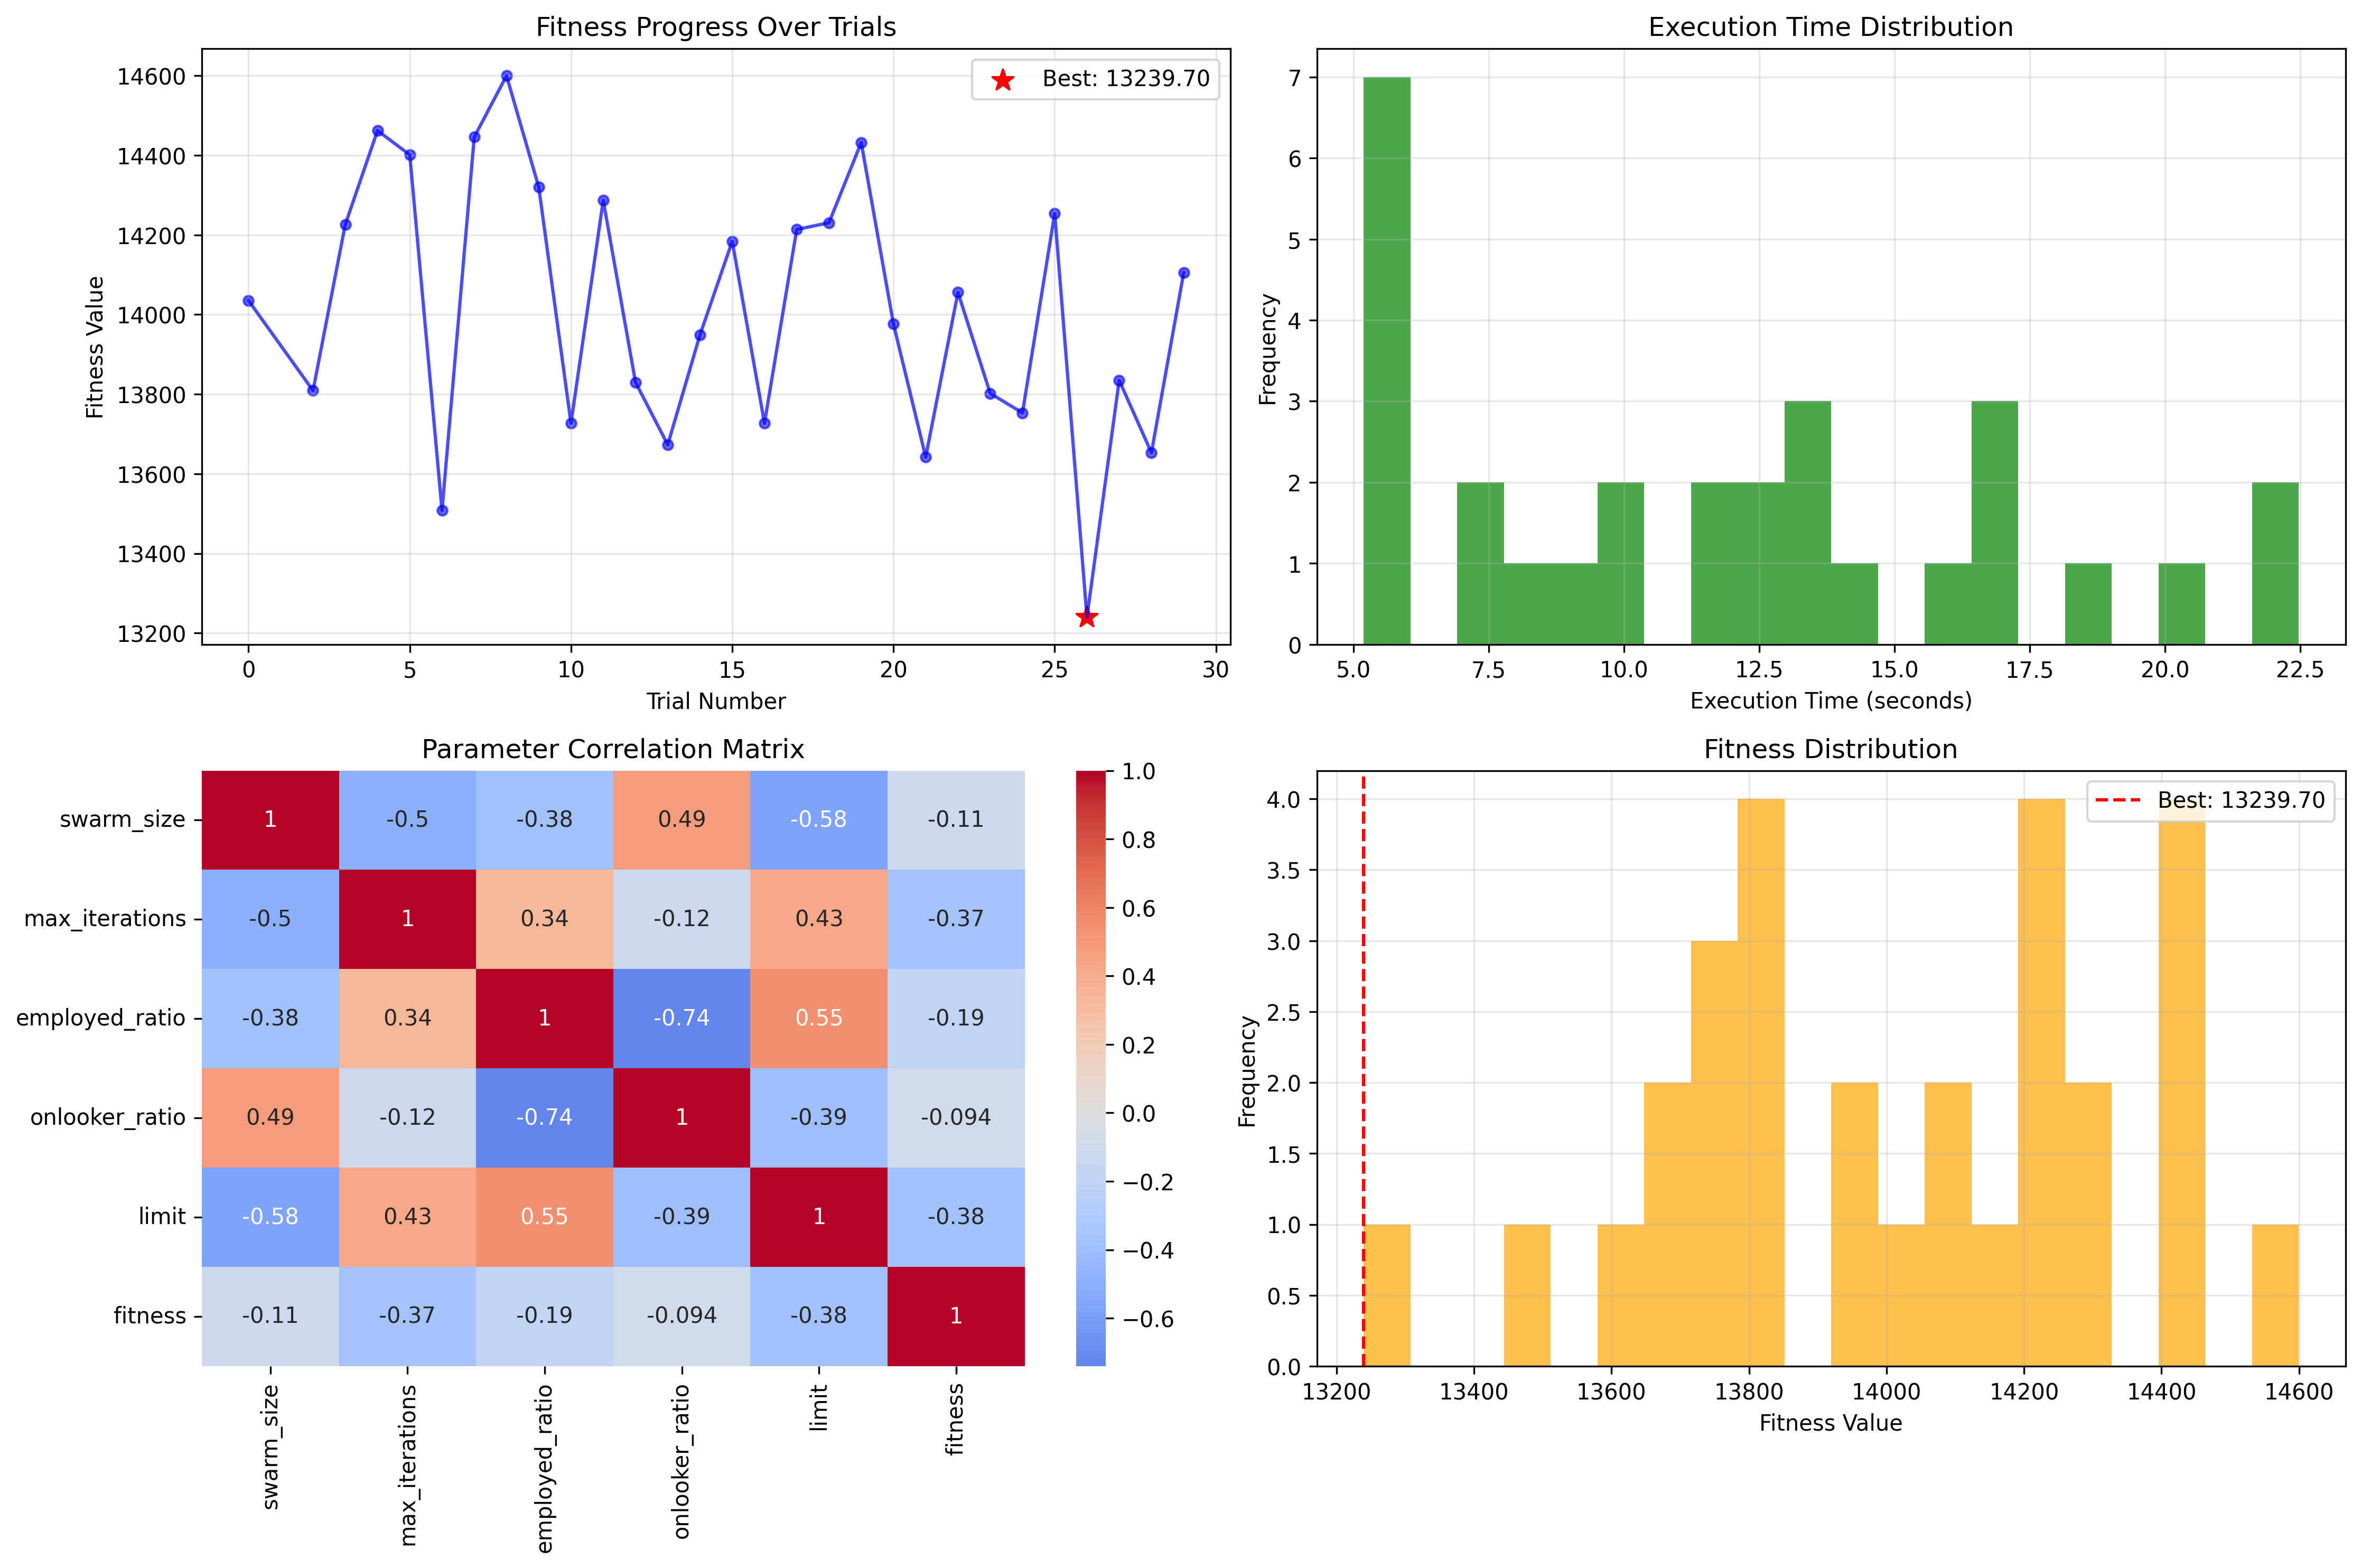 Fitness Progress Over Trials
Fitness Value
14600
14400
14200
14000
13800
13600
13400
13200
Best: 13239.70
0 5 10 15 20 25 30
Trial Number
Execution Time Distribution
Frequency
7
6
5
4
3
2
1
0
5.0 7.5 10.0 12.5 15.0 17.5 20.0 22.5
Execution Time (seconds)
Parameter Correlation Matrix
swarm_size 1 -0.5 -0.38 0.49 -0.58 -0.11
max_iterations -0.5 1 0.34 -0.12 0.43 -0.37
employed_ratio -0.38 0.34 1 -0.74 0.55 -0.19
onlooker_ratio 0.49 -0.12 -0.74 1 -0.39 -0.094
limit -0.58 0.43 0.55 -0.39 1 -0.38
fitness -0.11 -0.37 -0.19 -0.094 -0.38 1
swarm_size max_iterations employed_ratio onlooker_ratio limit fitness
1.0
0.8
0.6
0.4
0.2
0.0
−0.2
−0.4
−0.6
Fitness Distribution
Frequency
4.0
3.5
3.0
2.5
2.0
1.5
1.0
0.5
0.0
Best: 13239.70
13200 13400 13600 13800 14000 14200 14400 14600
Fitness Value